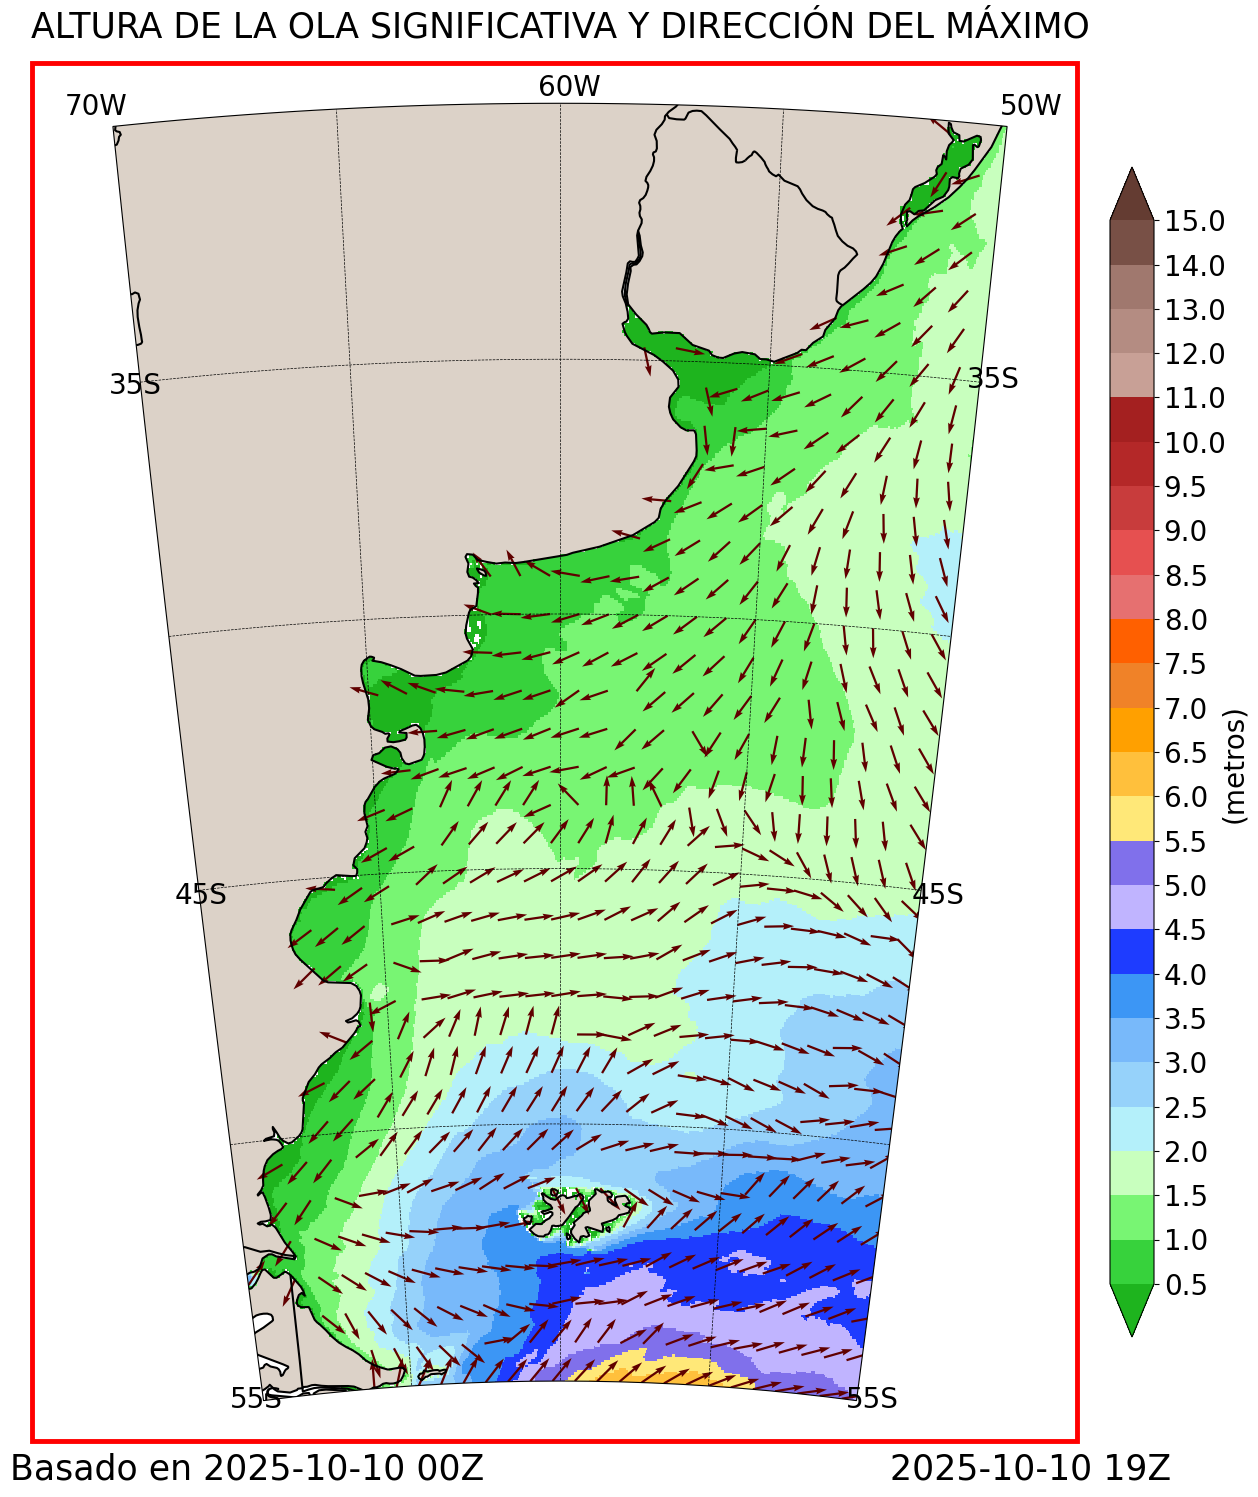 ALTURA DE LA OLA SIGNIFICATIVA Y DIRECCIÓN DEL MÁXIMO
70W
60W
50W
35S
35S
45S
45S
55S
55S
15.0
14.0
13.0
12.0
11.0
10.0
9.5
9.0
8.5
8.0
7.5
7.0
6.5
6.0
5.5
5.0
4.5
4.0
3.5
3.0
2.5
2.0
1.5
1.0
0.5
(metros)
Basado en 2025-10-10 00Z
2025-10-10 19Z